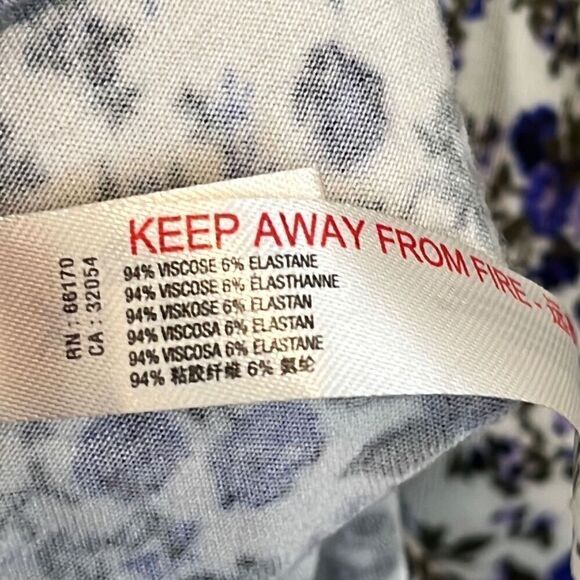 KEEP AWAY FROM FIRE -
94% VISCOSE 6% ELASTANE
94% VISCOSE 6% ELASTHANNE
94% VISKOSE 6% ELASTAN
94% VISCOSA 6% ELASTAN
94% VISCOSA 6% ELASTANE
94% 粘胶纤维 6% 氨纶
RN : 66170
CA : 32054